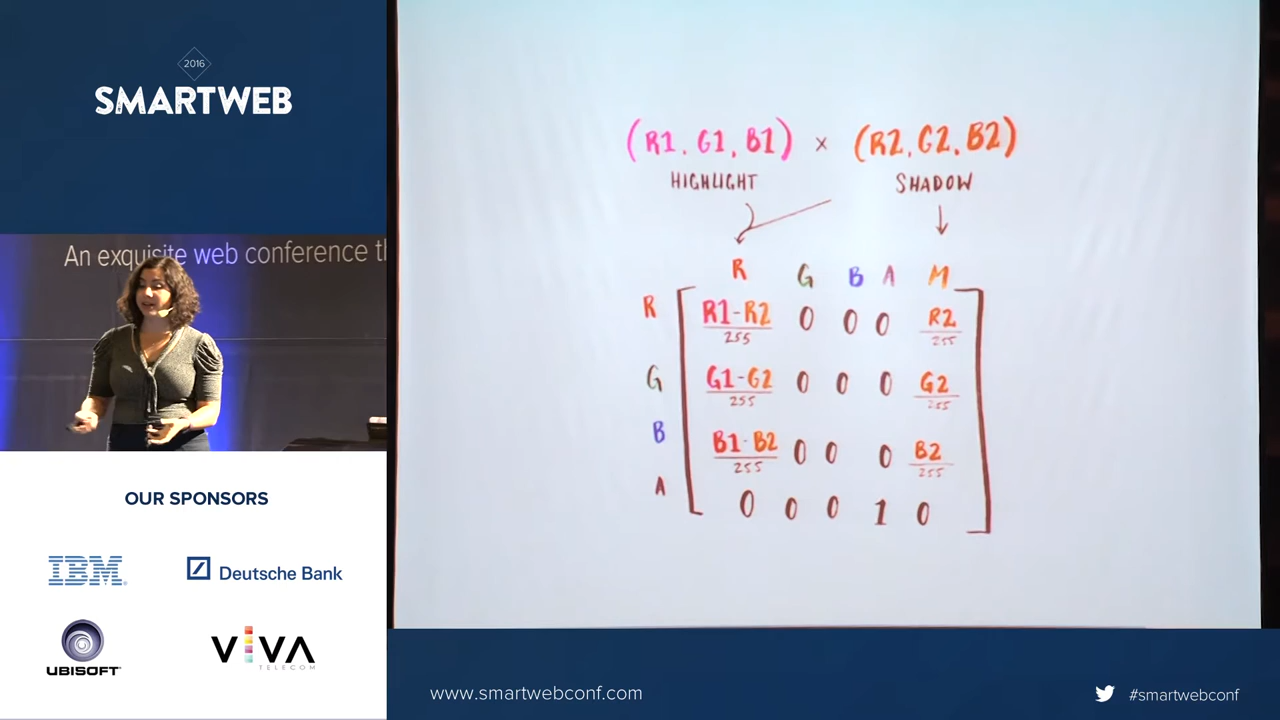 2016
SMARTWEB
An exquisite web conference th
OUR SPONSORS
IBM
Deutsche Bank
UBISOFT
VIVA
TELECOM
(R1, G1, B1) × (R2, G2, B2)
HIGHLIGHT SHADOW
R G B A M
R R1-R2/255 0 0 0 R2/255
G G1-G2/255 0 0 0 G2/255
B B1-B2/255 0 0 0 B2/255
A 0 0 0 1 0
www.smartwebconf.com
#smartwebconf